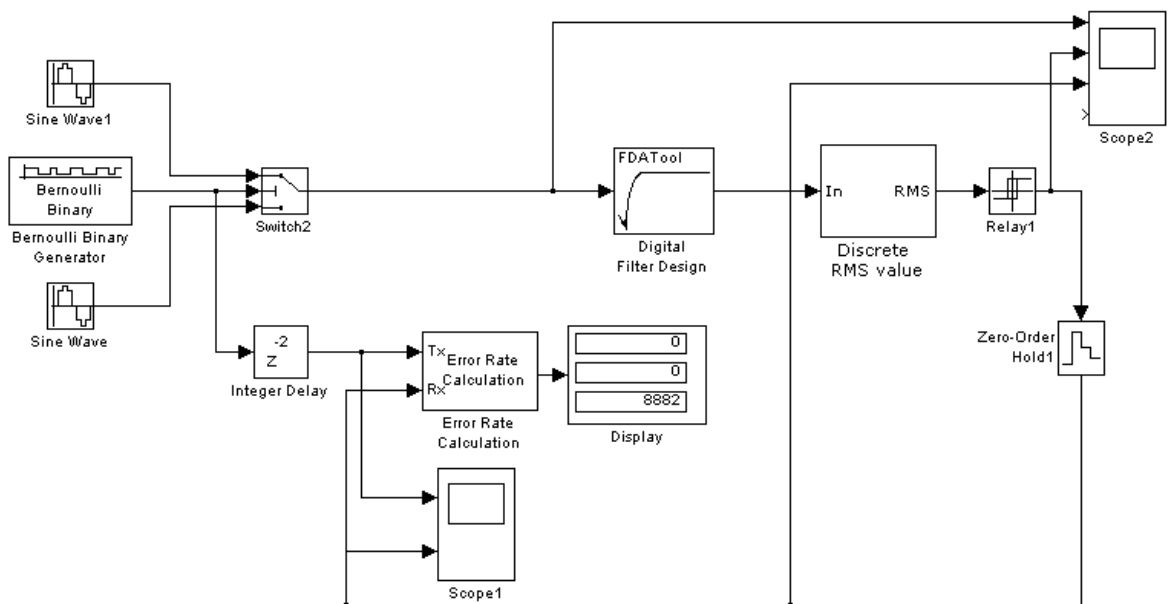 Sine Wave1
Bernoulli
Binary
Bernoulli Binary
Generator
Sine Wave
Switch2
-2
Z
Integer Delay
Tx
Error Rate
Calculation
Rx
Error Rate
Calculation
0
0
8882
Display
Scope1
FDATool
Digital
Filter Design
In
RMS
Discrete
RMS value
Relay1
Scope2
Zero-Order
Hold1